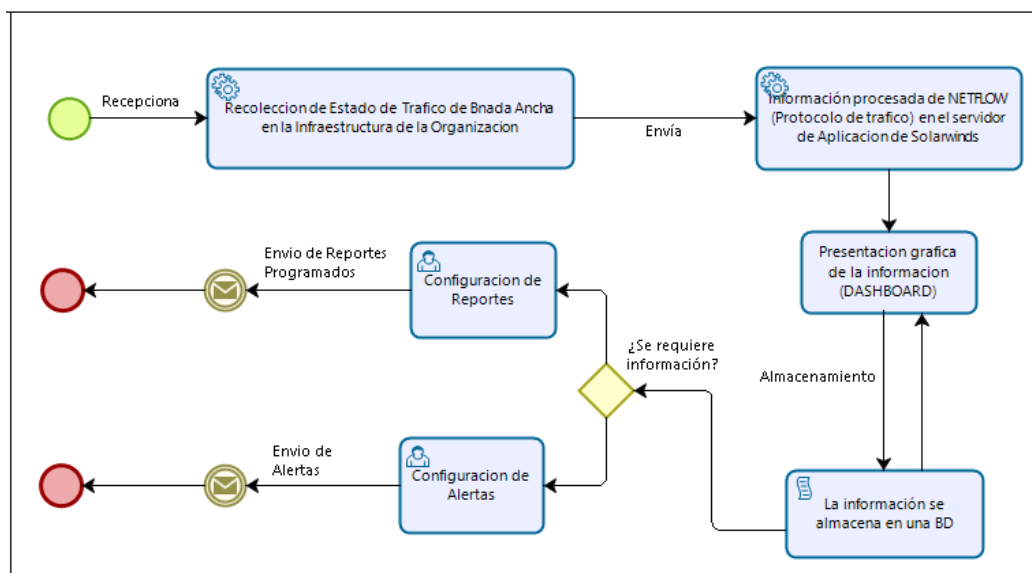 Recepciona
Recoleccion de Estado de Trafico de Bnada Ancha
en la Infraestructura de la Organizacion
Envía
Información procesada de NETFLOW
(Protocolo de trafico) en el servidor
de Aplicacion de Solarwinds
Presentacion grafica
de la informacion
(DASHBOARD)
Almacenamiento
La información se
almacena en una BD
¿Se requiere
información?
Configuracion de
Reportes
Envio de Reportes
Programados
Configuracion de
Alertas
Envio de
Alertas